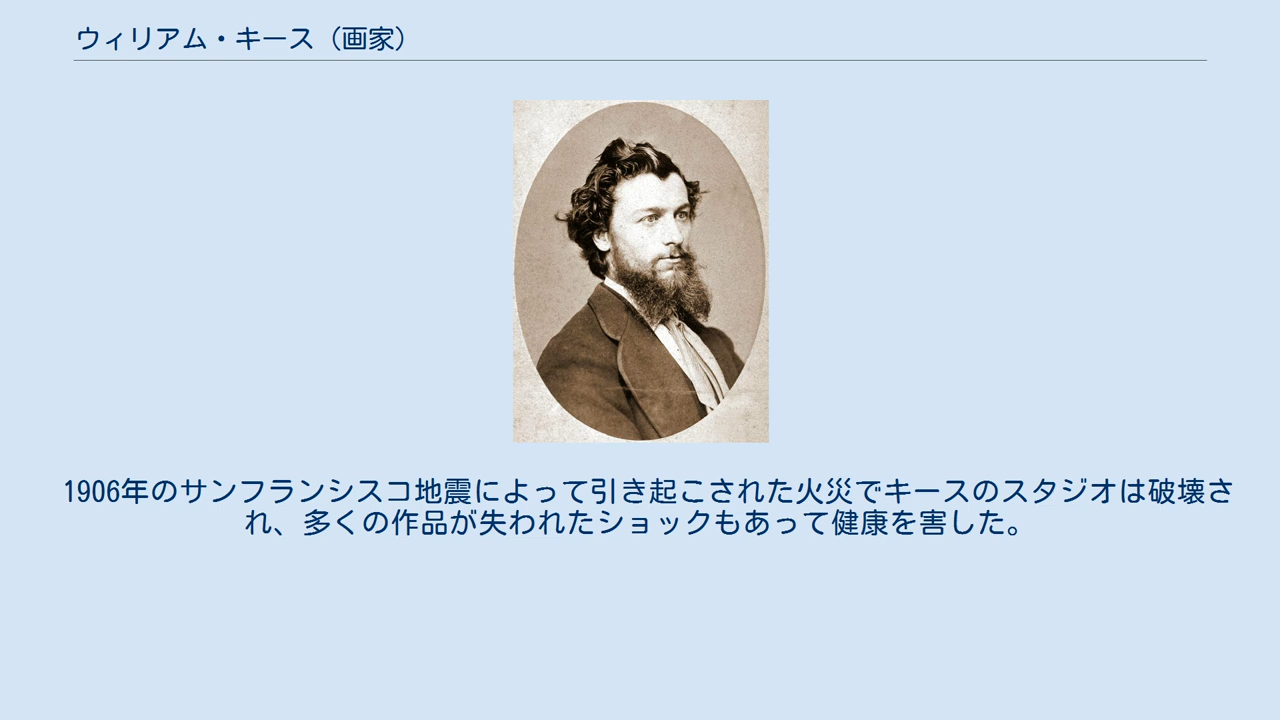 ウィリアム・キース（画家）
1906年のサンフランシスコ地震によって引き起こされた火災でキースのスタジオは破壊さ
れ、多くの作品が失われたショックもあって健康を害した。